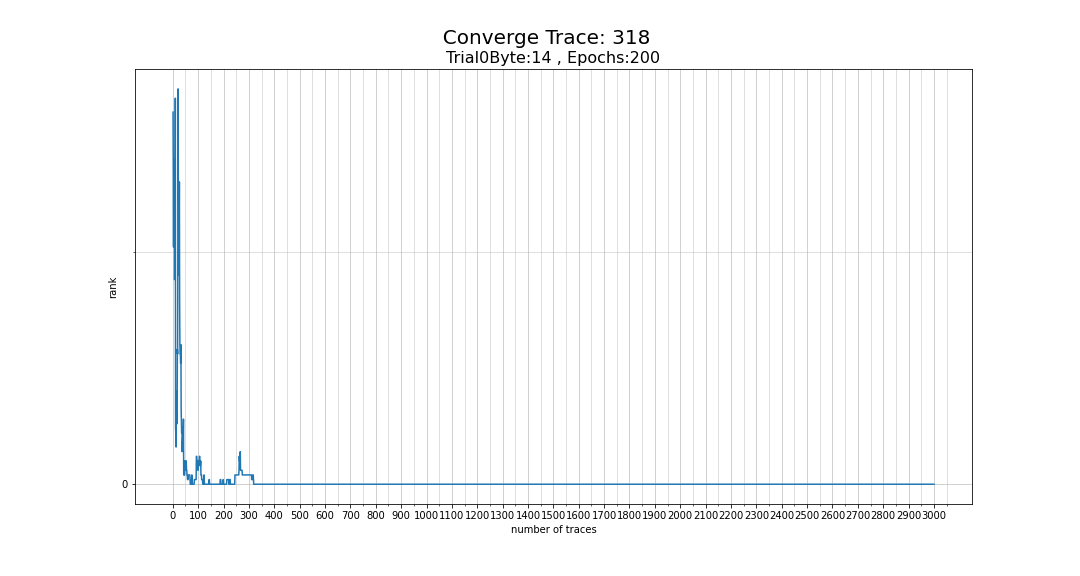 Converge Trace: 318
Trial0Byte:14 , Epochs:200
rank
0
0 100 200 300 400 500 600 700 800 900 1000 1100 1200 1300 1400 1500 1600 1700 1800 1900 2000 2100 2200 2300 2400 2500 2600 2700 2800 2900 3000
number of traces